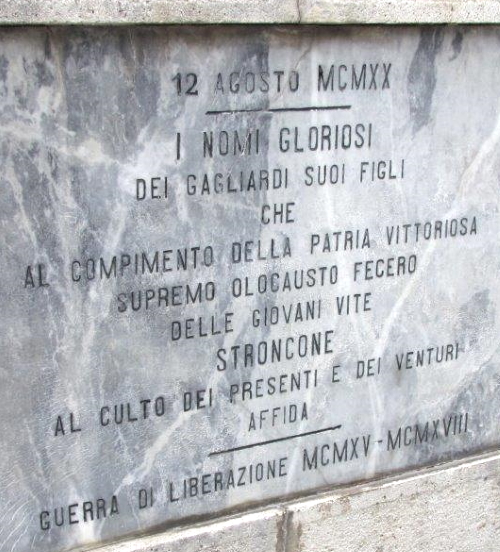 12 AGOSTO MCMXX
I NOMI GLORIOSI
DEI GAGLIARDI SUOI FIGLI
CHE
AL COMPIMENTO DELLA PATRIA VITTORIOSA
SUPREMO OLOCAUSTO FECERO
DELLE GIOVANI VITE
STRONCONE
AL CULTO DEI PRESENTI E DEI VENTURI
AFFIDA
GUERRA DI LIBERAZIONE MCMXV-MCMXVIII